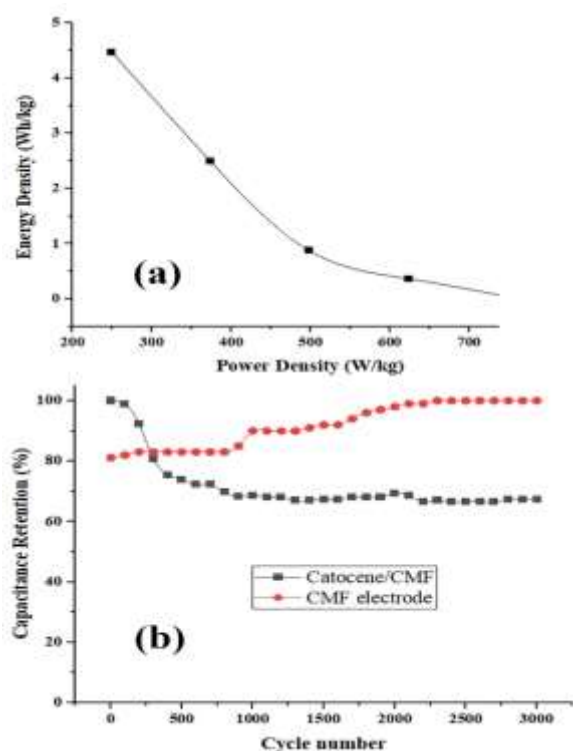 5
4
3
2
1
0
Energy Density (Wh/kg)
(a)
200 300 400 500 600 700
Power Density (W/kg)
100
80
60
40
20
0
Capacitance Retention (%)
Catocene/CMF
CMF electrode
(b)
0 500 1000 1500 2000 2500 3000
Cycle number